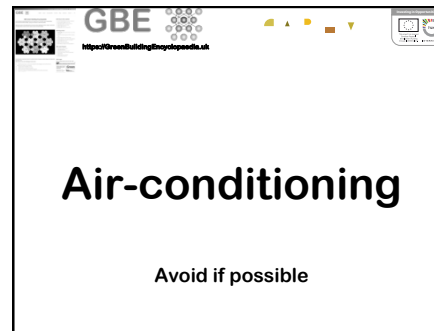 GBE
https://GreenBuildingEncyclopaedia.uk
Air-conditioning
Avoid if possible